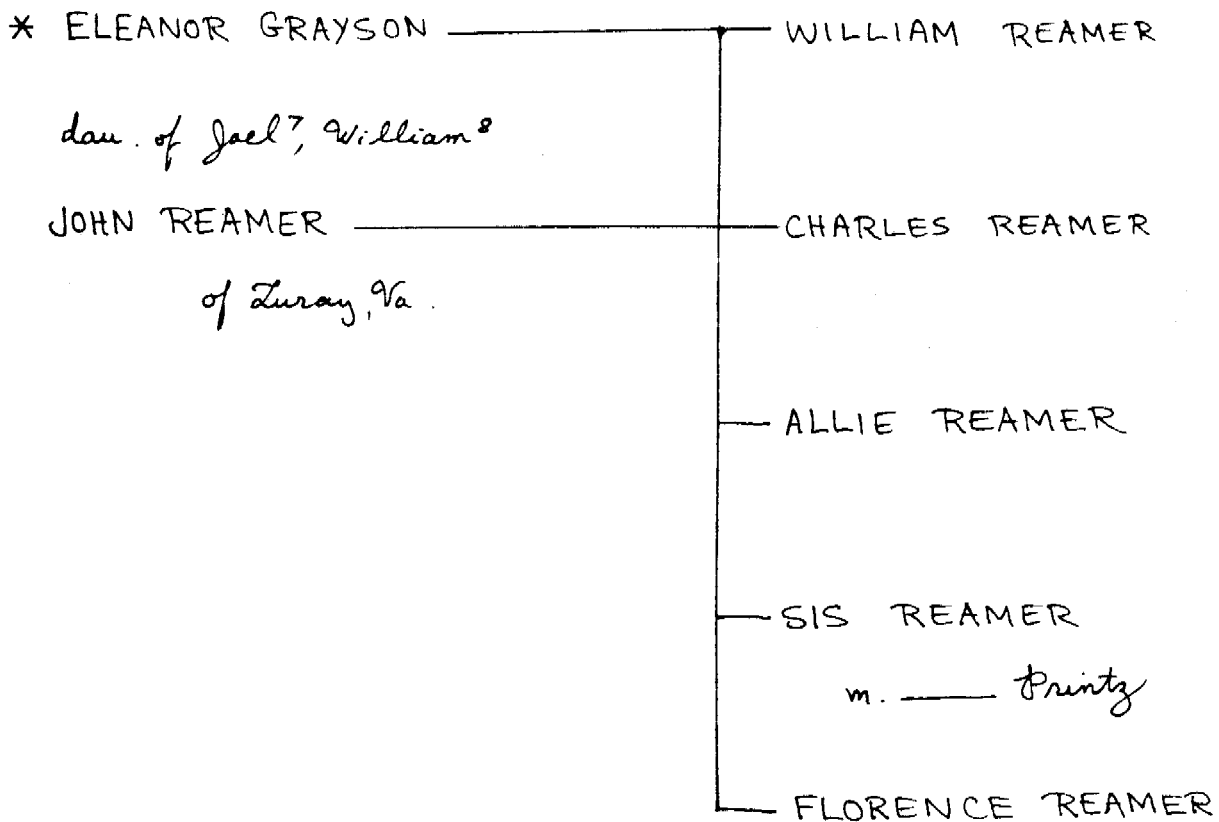 * ELEANOR GRAYSON
dau. of Joel⁷, William⁸
JOHN REAMER
of Luray, Va.
WILLIAM REAMER
CHARLES REAMER
ALLIE REAMER
SIS REAMER
m. ____ Printz
FLORENCE REAMER